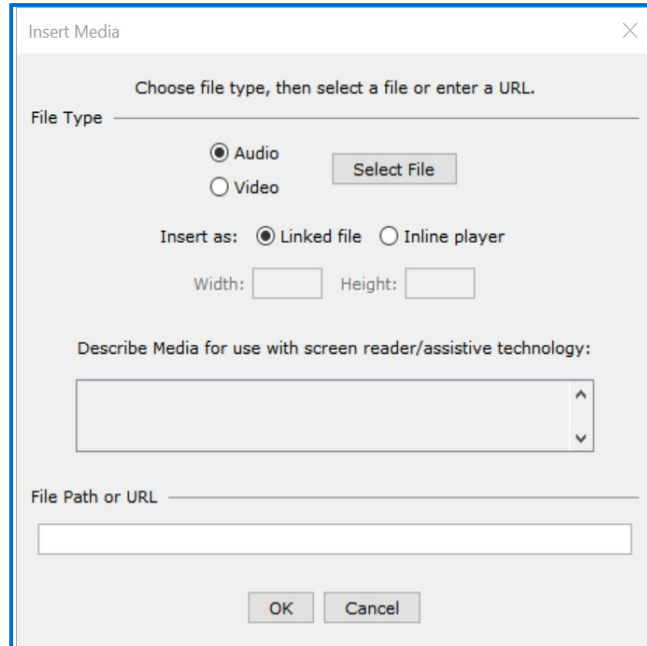 Insert Media
Choose file type, then select a file or enter a URL.
File Type
Audio
Select File
Video
Insert as: Linked file Inline player
Width: Height:
Describe Media for use with screen reader/assistive technology:
File Path or URL
OK Cancel